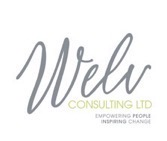 Welv
CONSULTING LTD
EMPOWERING PEOPLE
INSPIRING CHANGE